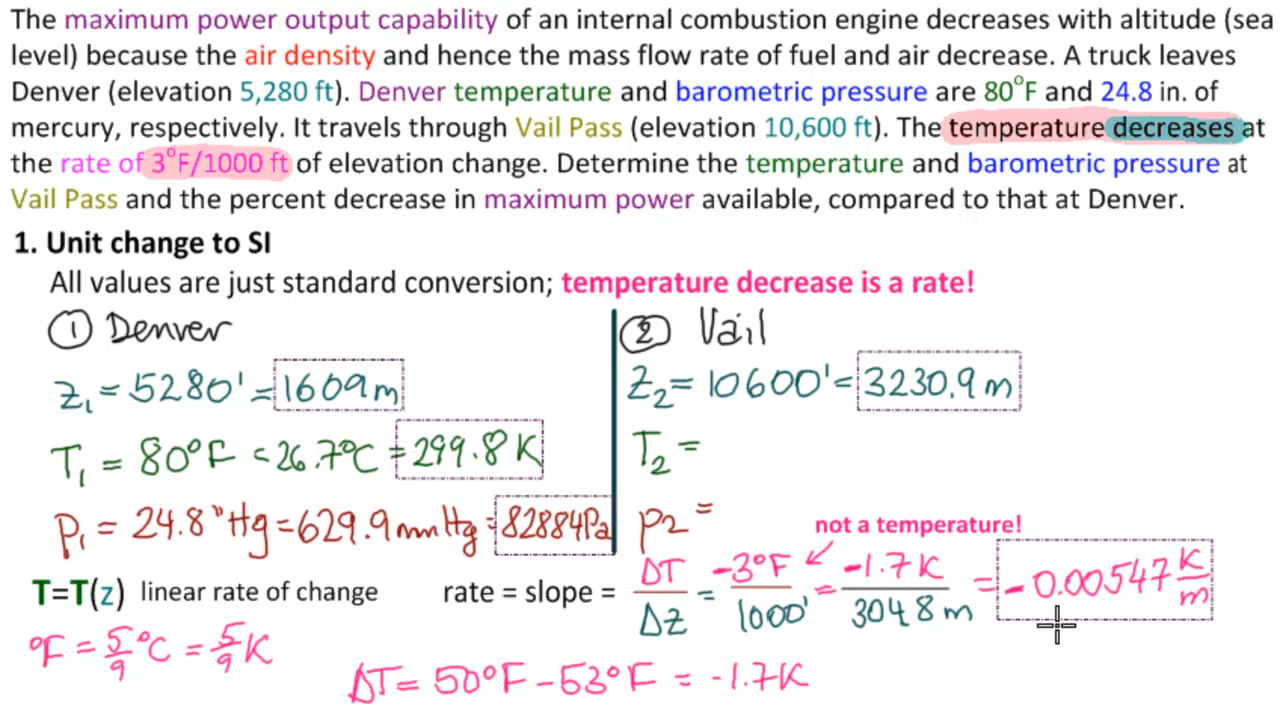 The maximum power output capability of an internal combustion engine decreases with altitude (sea
level) because the air density and hence the mass flow rate of fuel and air decrease. A truck leaves
Denver (elevation 5,280 ft). Denver temperature and barometric pressure are 80°F and 24.8 in. of
mercury, respectively. It travels through Vail Pass (elevation 10,600 ft). The temperature decreases at
the rate of 3°F/1000 ft of elevation change. Determine the temperature and barometric pressure at
Vail Pass and the percent decrease in maximum power available, compared to that at Denver.
1. Unit change to SI
All values are just standard conversion; temperature decrease is a rate!
① Denver
Z₁ = 5280' = 1609 m
T₁ = 80°F = 26.7°C = 299.8 K
P₁ = 24.8 "Hg = 629.9 mm Hg = 82884 Pa
② Vail
Z₂ = 10600' = 3230.9 m
T₂ =
P₂ =
not a temperature!
T=T(z) linear rate of change rate = slope = ΔT/ΔZ = -3°F/1000' = -1.7K/304.8 m = -0.00547 K/m
°F = 5/9 °C = 5/9 K
ΔT = 50°F - 53°F = -1.7K